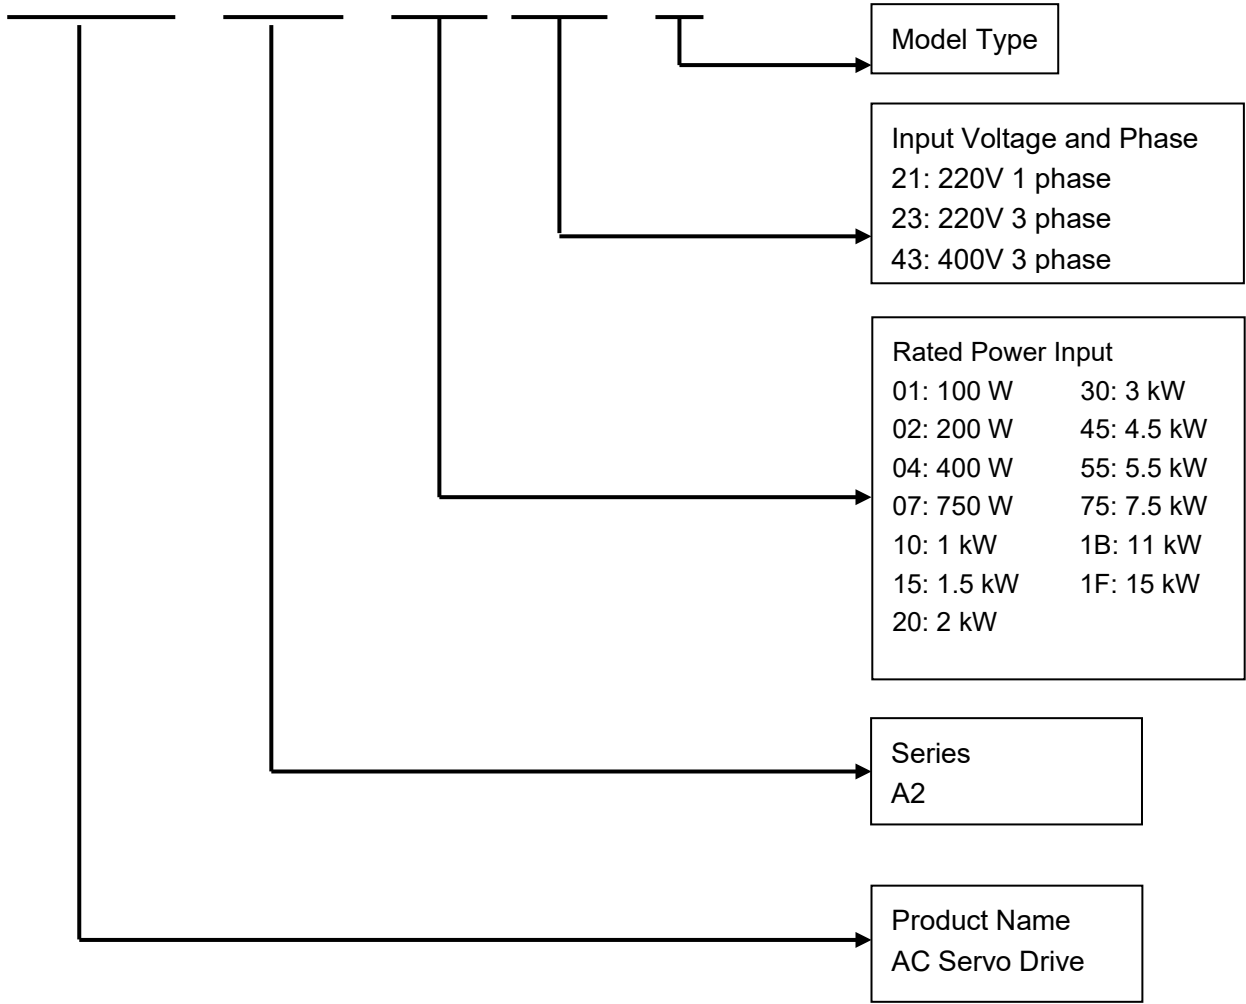 Model Type
Input Voltage and Phase
21: 220V 1 phase
23: 220V 3 phase
43: 400V 3 phase
Rated Power Input
01: 100 W 30: 3 kW
02: 200 W 45: 4.5 kW
04: 400 W 55: 5.5 kW
07: 750 W 75: 7.5 kW
10: 1 kW 1B: 11 kW
15: 1.5 kW 1F: 15 kW
20: 2 kW
Series
A2
Product Name
AC Servo Drive